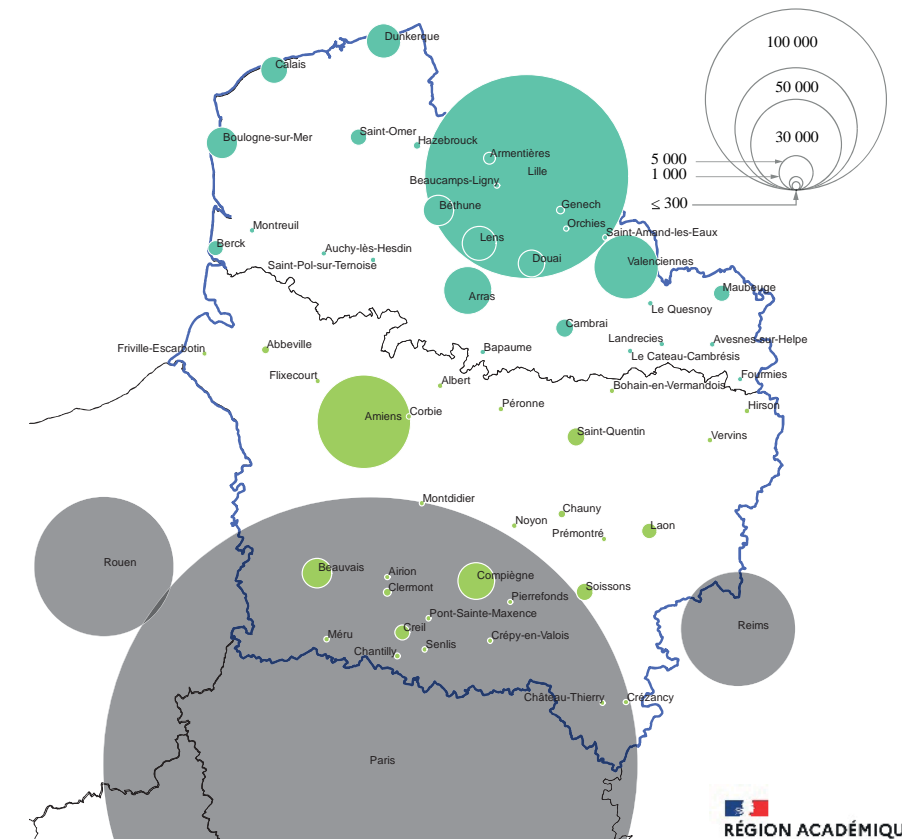 Dunkerque
100 000
Calais
50 000
Saint-Omer
Boulogne-sur-Mer
30 000
Hazebrouck
Armentières
5 000
Lille
1 000
Beaucamps-Ligny
Béthune
Genech
≤ 300
Montreuil
Orchies
Saint-Amand-les-Eaux
Lens
Berck
Auchy-lès-Hesdin
Douai
Valenciennes
Saint-Pol-sur-Ternoise
Maubeuge
Arras
Le Quesnoy
Cambrai
Landrecies
Avesnes-sur-Helpe
Friville-Escarbotin
Abbeville
Bapaume
Le Cateau-Cambrésis
Flixecourt
Albert
Fourmies
Bohain-en-Vermandois
Péronne
Hirson
Amiens
Corbie
Saint-Quentin
Vervins
Montdidier
Chauny
Noyon
Laon
Prémontré
Rouen
Beauvais
Airion
Compiègne
Clermont
Soissons
Pierrefonds
Pont-Sainte-Maxence
Reims
Creil
Méru
Crépy-en-Valois
Senlis
Chantilly
Château-Thierry
Crézancy
Paris
RÉGION ACADÉMIQU